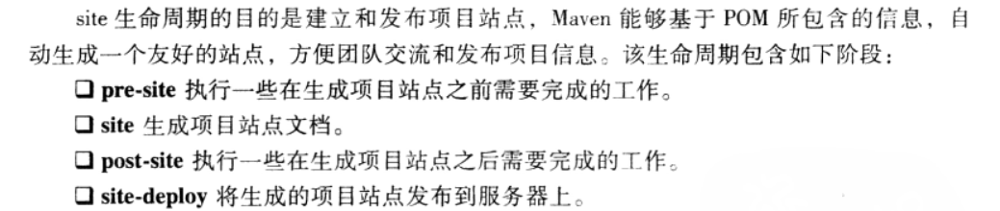 site 生命周期的目的是建立和发布项目站点，Maven 能够基于 POM 所包含的信息，自
动生成一个友好的站点，方便团队交流和发布项目信息。该生命周期包含如下阶段：
❑ pre-site 执行一些在生成项目站点之前需要完成的工作。
❑ site 生成项目站点文档。
❑ post-site 执行一些在生成项目站点之后需要完成的工作。
❑ site-deploy 将生成的项目站点发布到服务器上。